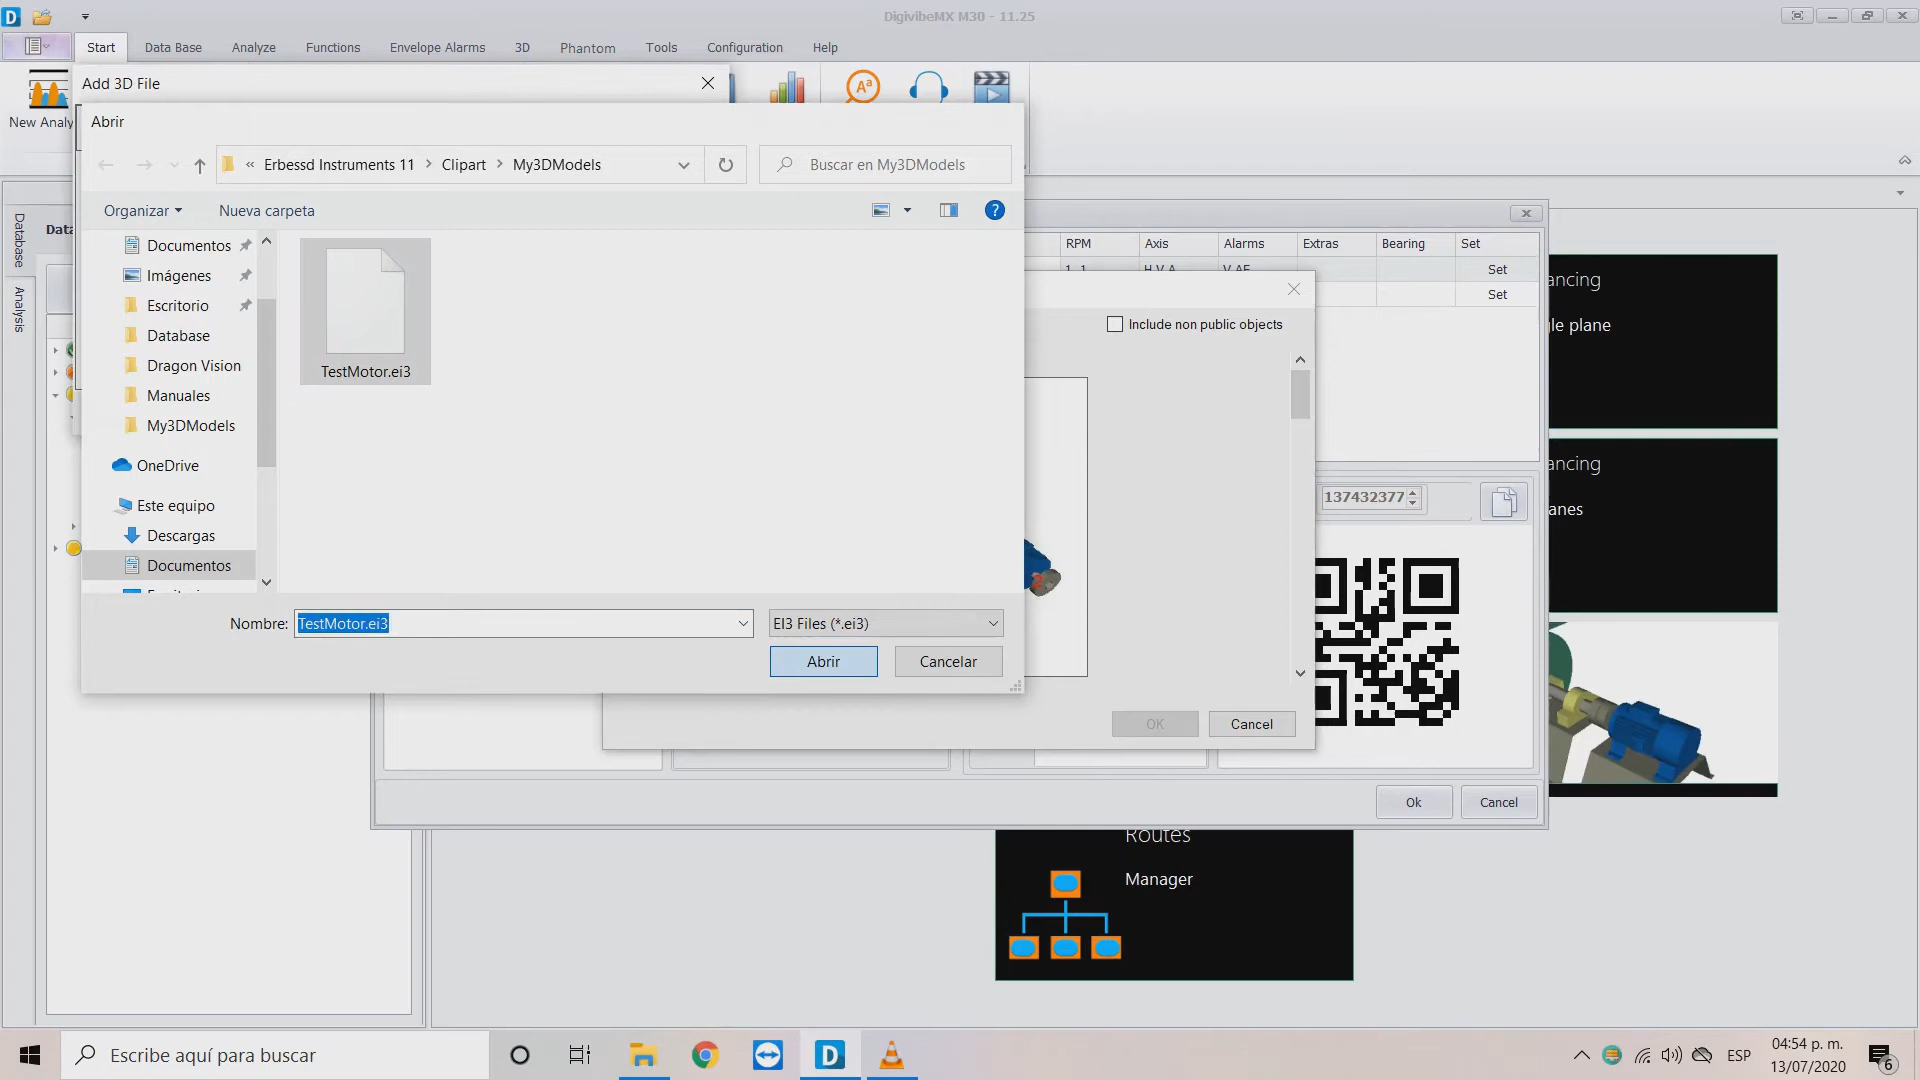 DigivibeMX M30 - 11.25
Start
Data Base
Analyze
Functions
Envelope Alarms
3D
Phantom
Tools
Configuration
Help
Add 3D File
New Analy
Abrir
« Erbessd Instruments 11 > Clipart > My3DModels
Buscar en My3DModels
Organizar
Nueva carpeta
Database
Analysis
Data
Documentos
Imágenes
Escritorio
Database
Dragon Vision
Manuales
My3DModels
OneDrive
Este equipo
Descargas
Documentos
TestMotor.ei3
Nombre:
TestMotor.ei3
EI3 Files (*.ei3)
Abrir
Cancelar
RPM
Axis
Alarms
Extras
Bearing
Set
Set
Set
Include non public objects
137432377
OK
Cancel
Ok
Cancel
ancing
le plane
ancing
anes
Routes
Manager
Escribe aquí para buscar
ESP
04:54 p. m.
13/07/2020
6